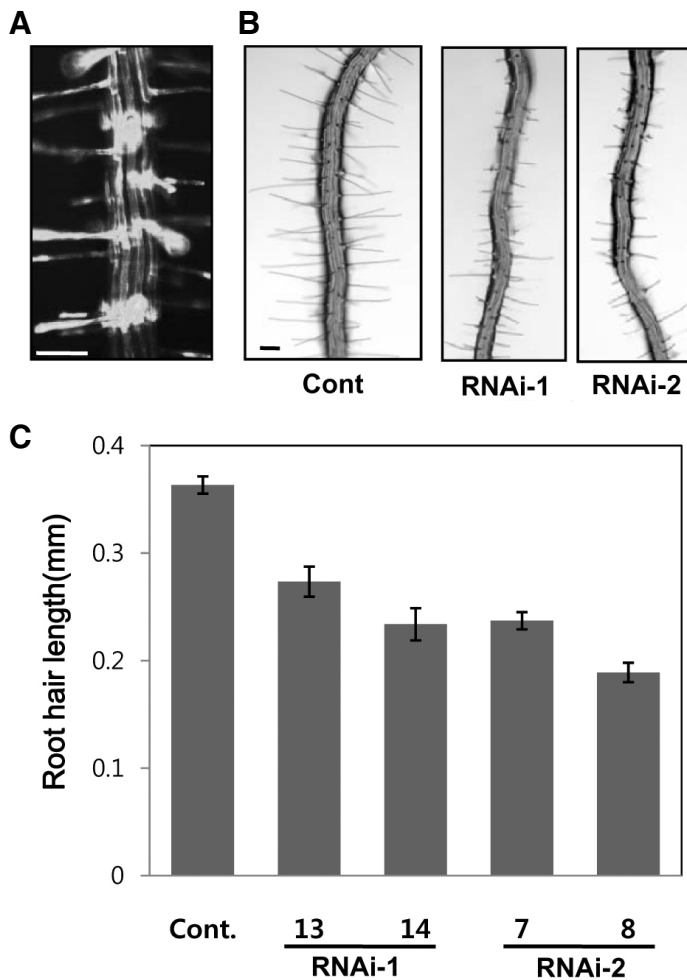 A
B
Cont
RNAi-1
RNAi-2
C
Root hair length(mm)
0.4
0.3
0.2
0.1
0
Cont.
13
14
7
8
RNAi-1
RNAi-2